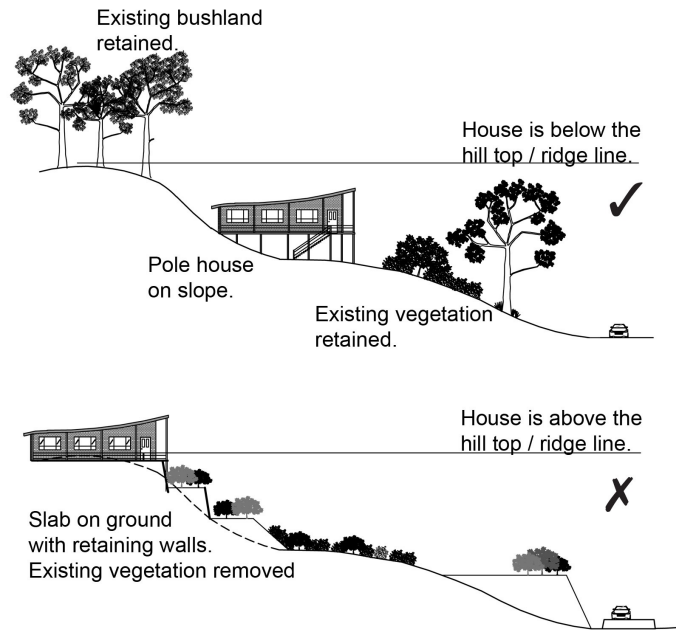 Existing bushland
retained.
House is below the
hill top / ridge line.
Pole house
on slope.
Existing vegetation
retained.
House is above the
hill top / ridge line.
Slab on ground
with retaining walls.
Existing vegetation removed